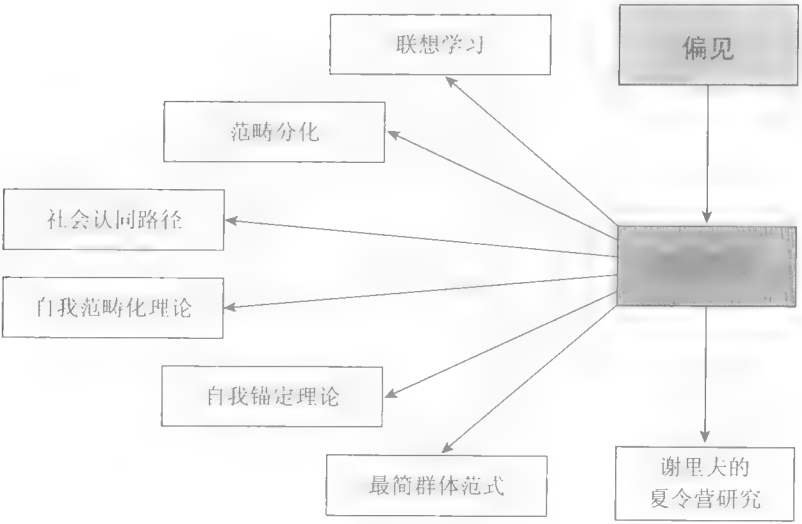 联想学习
偏见
范畴分化
社会认同路径
自我范畴化理论
自我锚定理论
最简群体范式
谢里夫的
夏令营研究